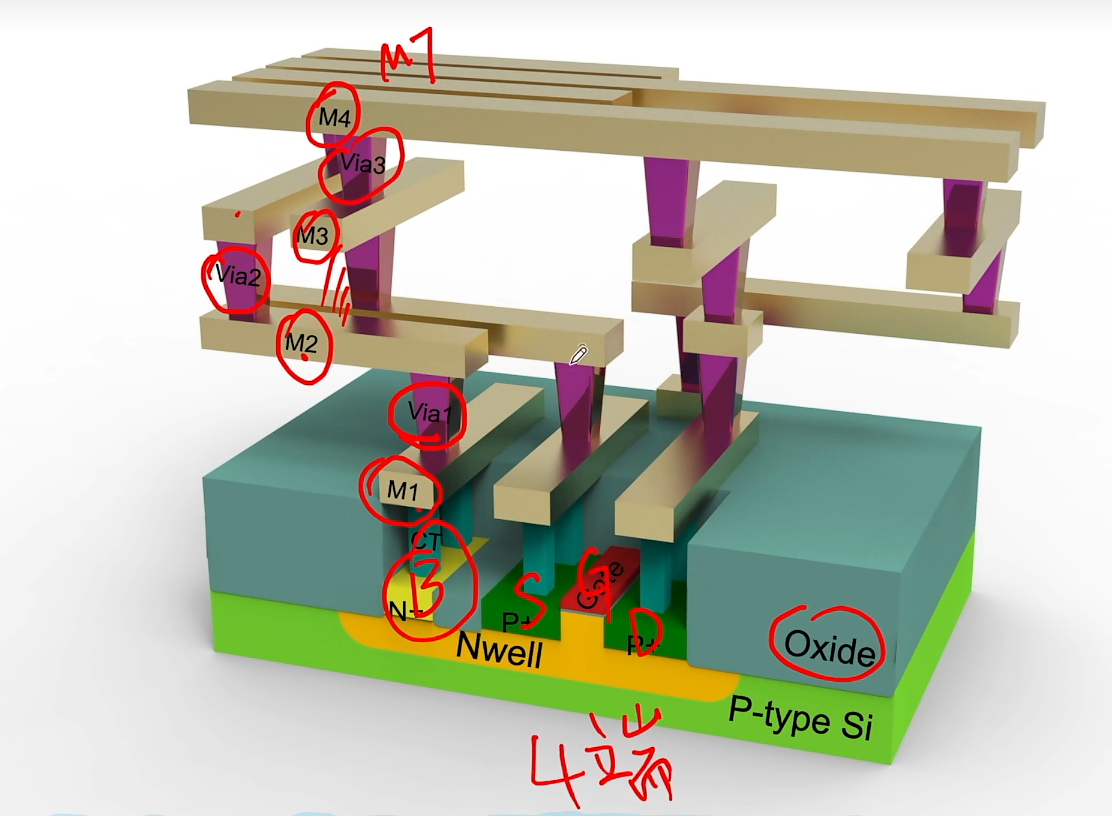 M7
M4
Via3
M3
Via2
M2
Via1
M1
CT
B
N+
S
P+
G
Gate
D
P+
Nwell
Oxide
P-type Si
4端